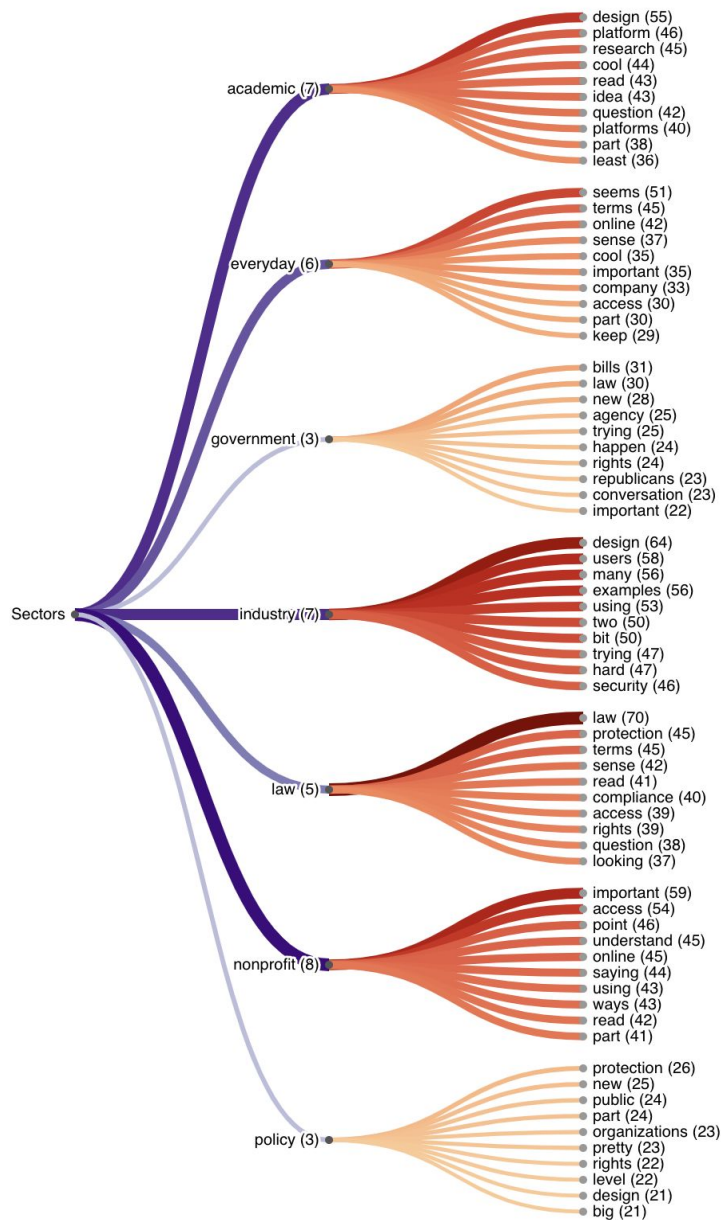 Sectors
academic (7)
design (55)
platform (46)
research (45)
cool (44)
read (43)
idea (43)
question (42)
platforms (40)
part (38)
least (36)
everyday (6)
seems (51)
terms (45)
online (42)
sense (37)
cool (35)
important (35)
company (33)
access (30)
part (30)
keep (29)
government (3)
bills (31)
law (30)
new (28)
agency (25)
trying (25)
happen (24)
rights (24)
republicans (23)
conversation (23)
important (22)
industry (7)
design (64)
users (58)
many (56)
examples (56)
using (53)
two (50)
bit (50)
trying (47)
hard (47)
security (46)
law (5)
law (70)
protection (45)
terms (45)
sense (42)
read (41)
compliance (40)
access (39)
rights (39)
question (38)
looking (37)
nonprofit (8)
important (59)
access (54)
point (46)
understand (45)
online (45)
saying (44)
using (43)
ways (43)
read (42)
part (41)
policy (3)
protection (26)
new (25)
public (24)
part (24)
organizations (23)
pretty (23)
rights (22)
level (22)
design (21)
big (21)